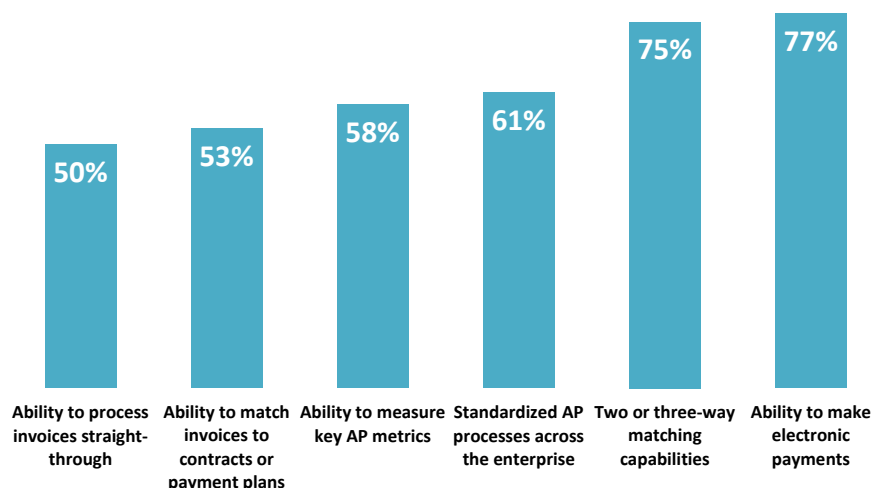 50%
53%
58%
61%
75%
77%
Ability to process
invoices straight-
through
Ability to match
invoices to
contracts or
payment plans
Ability to measure
key AP metrics
Standardized AP
processes across
the enterprise
Two or three-way
matching
capabilities
Ability to make
electronic
payments